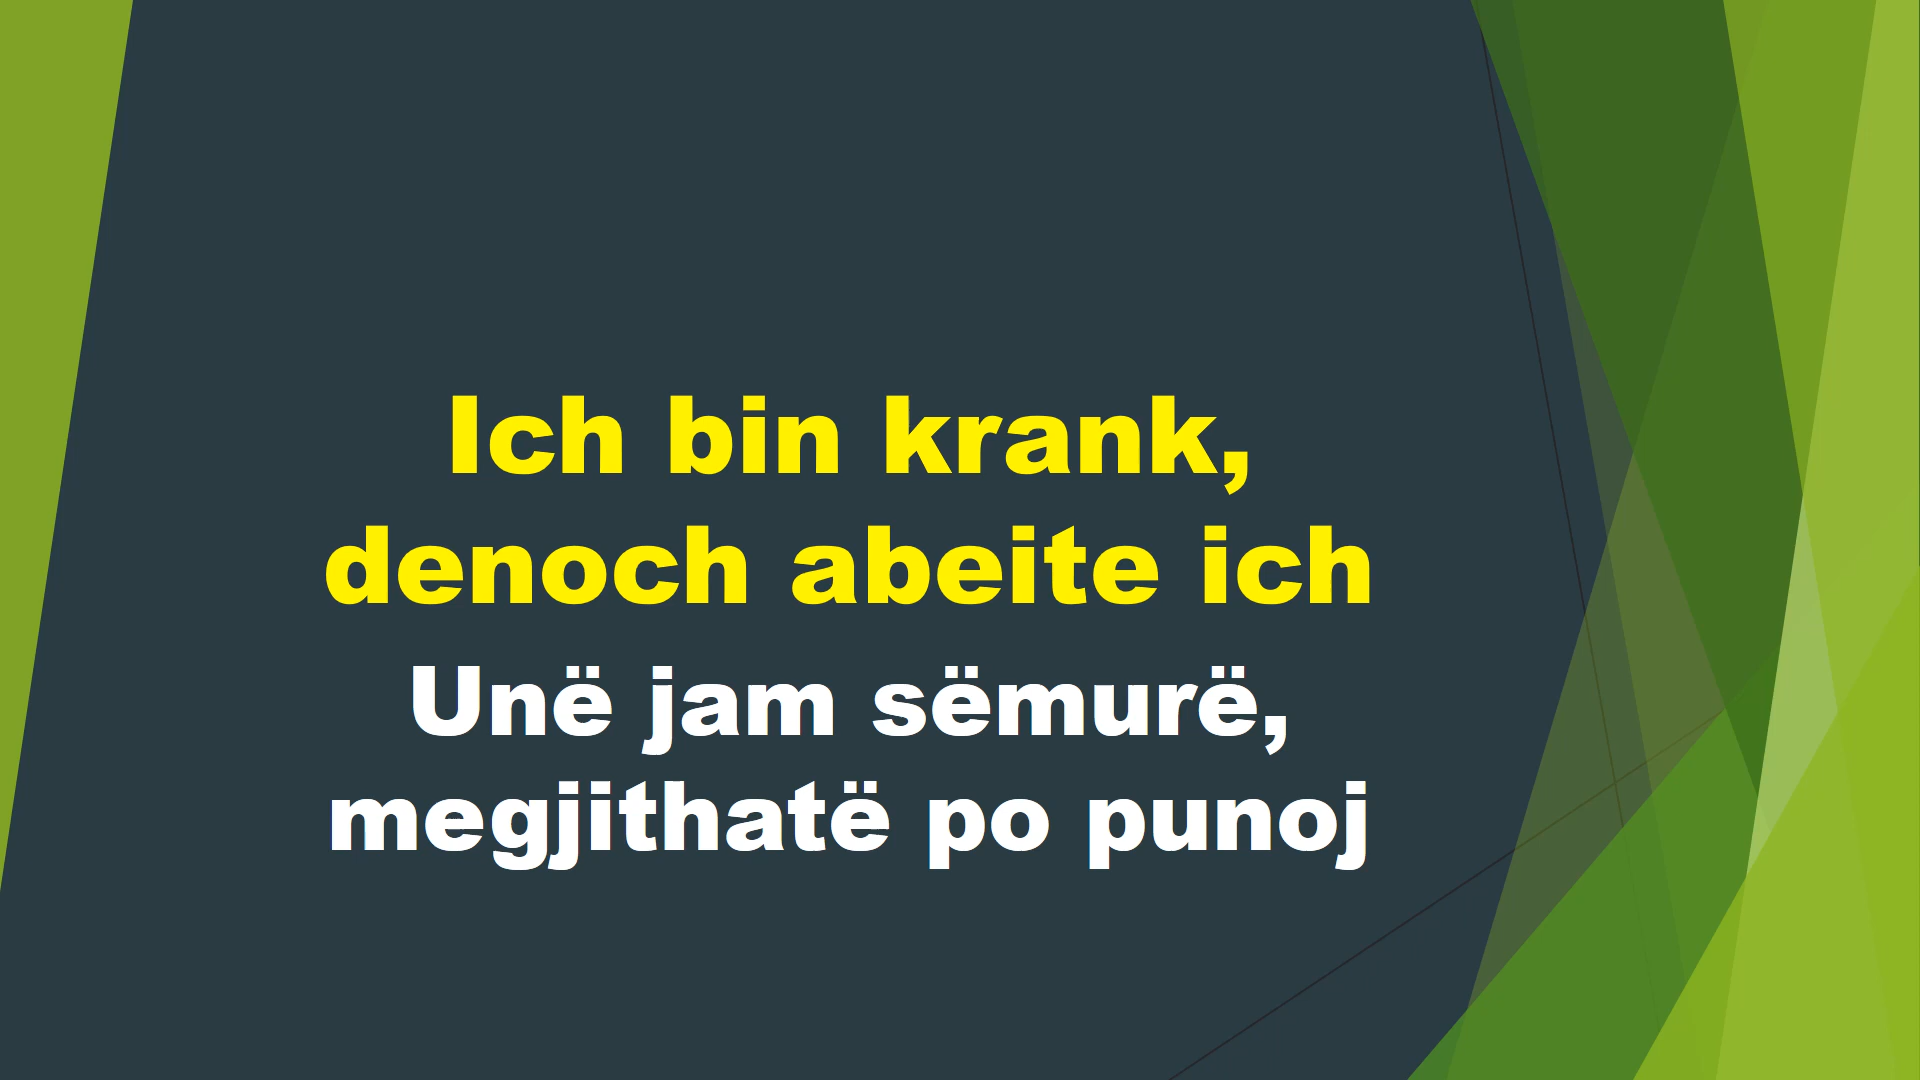 Ich bin krank,
denoch abeite ich
Unë jam sëmurë,
megjithatë po punoj